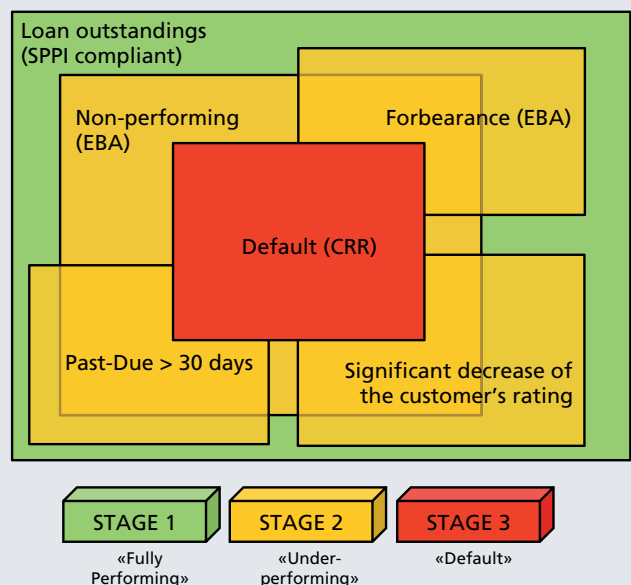 Loan outstandings
(SPPI compliant)
Non-performing
(EBA)
Forbearance (EBA)
Default (CRR)
Past-Due > 30 days
Significant decrease of
the customer’s rating
STAGE 1
STAGE 2
STAGE 3
«Fully
Performing»
«Under-
performing»
«Default»